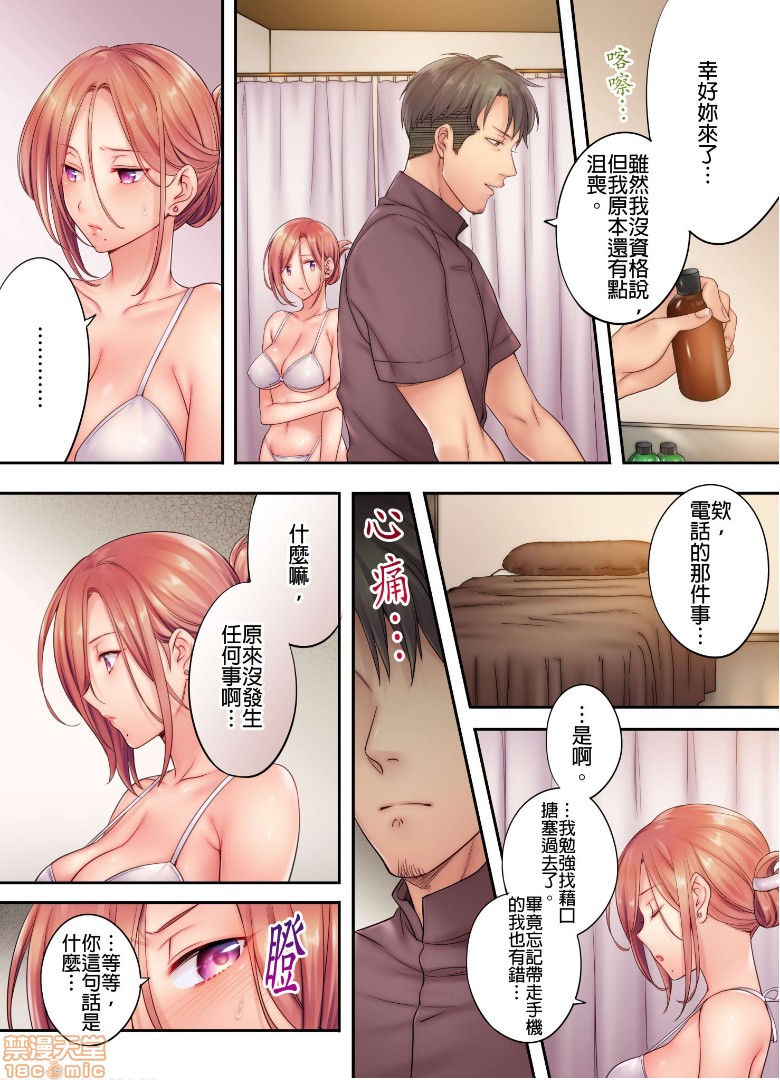 幸好妳來了…
雖然我沒資格說，
但我原本還有點
沮喪。
喀嚓…
………
欸，
電話的那件事…
…是啊。
…我勉強找藉口
搪塞過去了。
畢竟忘記帶走手機
的我也有錯…
心痛…
什麼嘛，
原來沒發生
任何事啊…
瞪
…等等，
你這句話是
什麼…
禁漫天堂
18comic